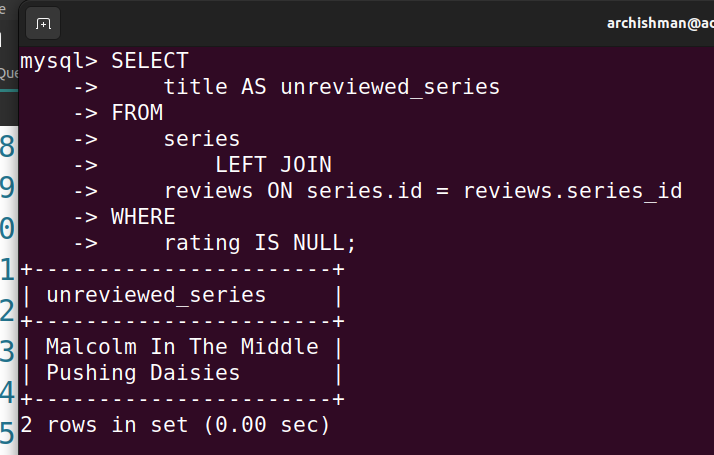 archishman@ad
mysql> SELECT
    ->     title AS unreviewed_series
    -> FROM
    ->     series
    ->         LEFT JOIN
    ->     reviews ON series.id = reviews.series_id
    -> WHERE
    ->     rating IS NULL;
+-----------------------+
| unreviewed_series     |
+-----------------------+
| Malcolm In The Middle |
| Pushing Daisies       |
+-----------------------+
2 rows in set (0.00 sec)
Que
8
9
0
1
2
3
4
5